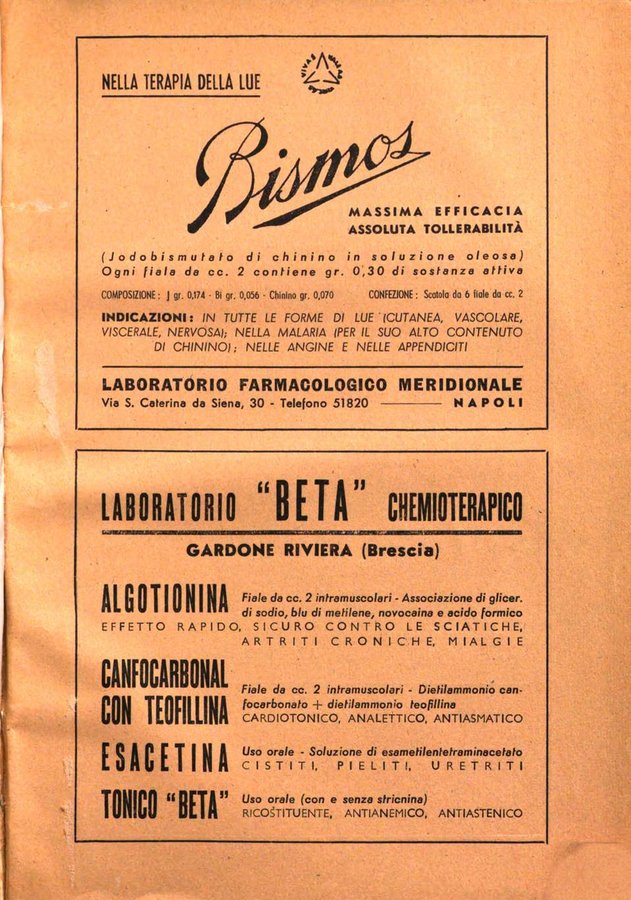 NELLA TERAPIA DELLA LUE
Bismos
MASSIMA EFFICACIA
ASSOLUTA TOLLERABILITÀ
(Jodobismutato di chinino in soluzione oleosa)
Ogni fiala da cc. 2 contiene gr. 0,30 di sostanza attiva
COMPOSIZIONE: J gr. 0,174 - Bi gr. 0,056 - Chinino gr. 0,070 CONFEZIONE: Scatola da 6 fiale da cc. 2
INDICAZIONI: IN TUTTE LE FORME DI LUE (CUTANEA, VASCOLARE,
VISCERALE, NERVOSA); NELLA MALARIA (PER IL SUO ALTO CONTENUTO
DI CHININO); NELLE ANGINE E NELLE APPENDICITI
LABORATORIO FARMACOLOGICO MERIDIONALE
Via S. Caterina da Siena, 30 - Telefono 51820 NAPOLI
LABORATORIO "BETA" CHEMIOTERAPICO
GARDONE RIVIERA (Brescia)
ALGOTIONINA Fiale da cc. 2 intramuscolari - Associazione di glicer.
di sodio, blu di metilene, novocaina e acido formico
EFFETTO RAPIDO, SICURO CONTRO LE SCIATICHE,
ARTRITI CRONICHE, MIALGIE
CANFOCARBONAL
CON TEOFILLINA Fiale da cc. 2 intramuscolari - Dietilammonio can-
focarbonato + dietilammonio teofillina
CARDIOTONICO, ANALETTICO, ANTIASMATICO
ESACETINA Uso orale - Soluzione di esametilentetraminacetato
CISTITI, PIELITI, URETRITI
TONICO "BETA" Uso orale (con e senza stricnina)
RICOSTITUENTE, ANTIANEMICO, ANTIASTENICO